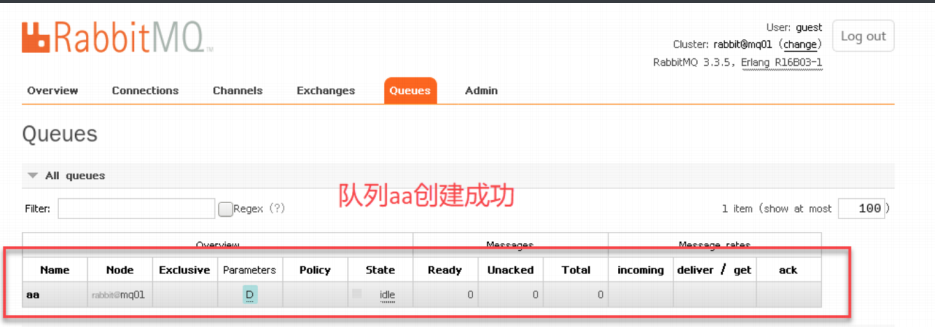 RabbitMQ™
User: guest
Cluster: rabbit@mq01 (change)
RabbitMQ 3.3.5, Erlang R16B03-1
Log out
Overview Connections Channels Exchanges Queues Admin
Queues
All queues
队列aa创建成功
Filter: Regex (?) 1 item (show at most 100 )
Overview Messages Message rates
Name Node Exclusive Parameters Policy State Ready Unacked Total incoming deliver / get ack
aa rabbit@mq01 D idle 0 0 0